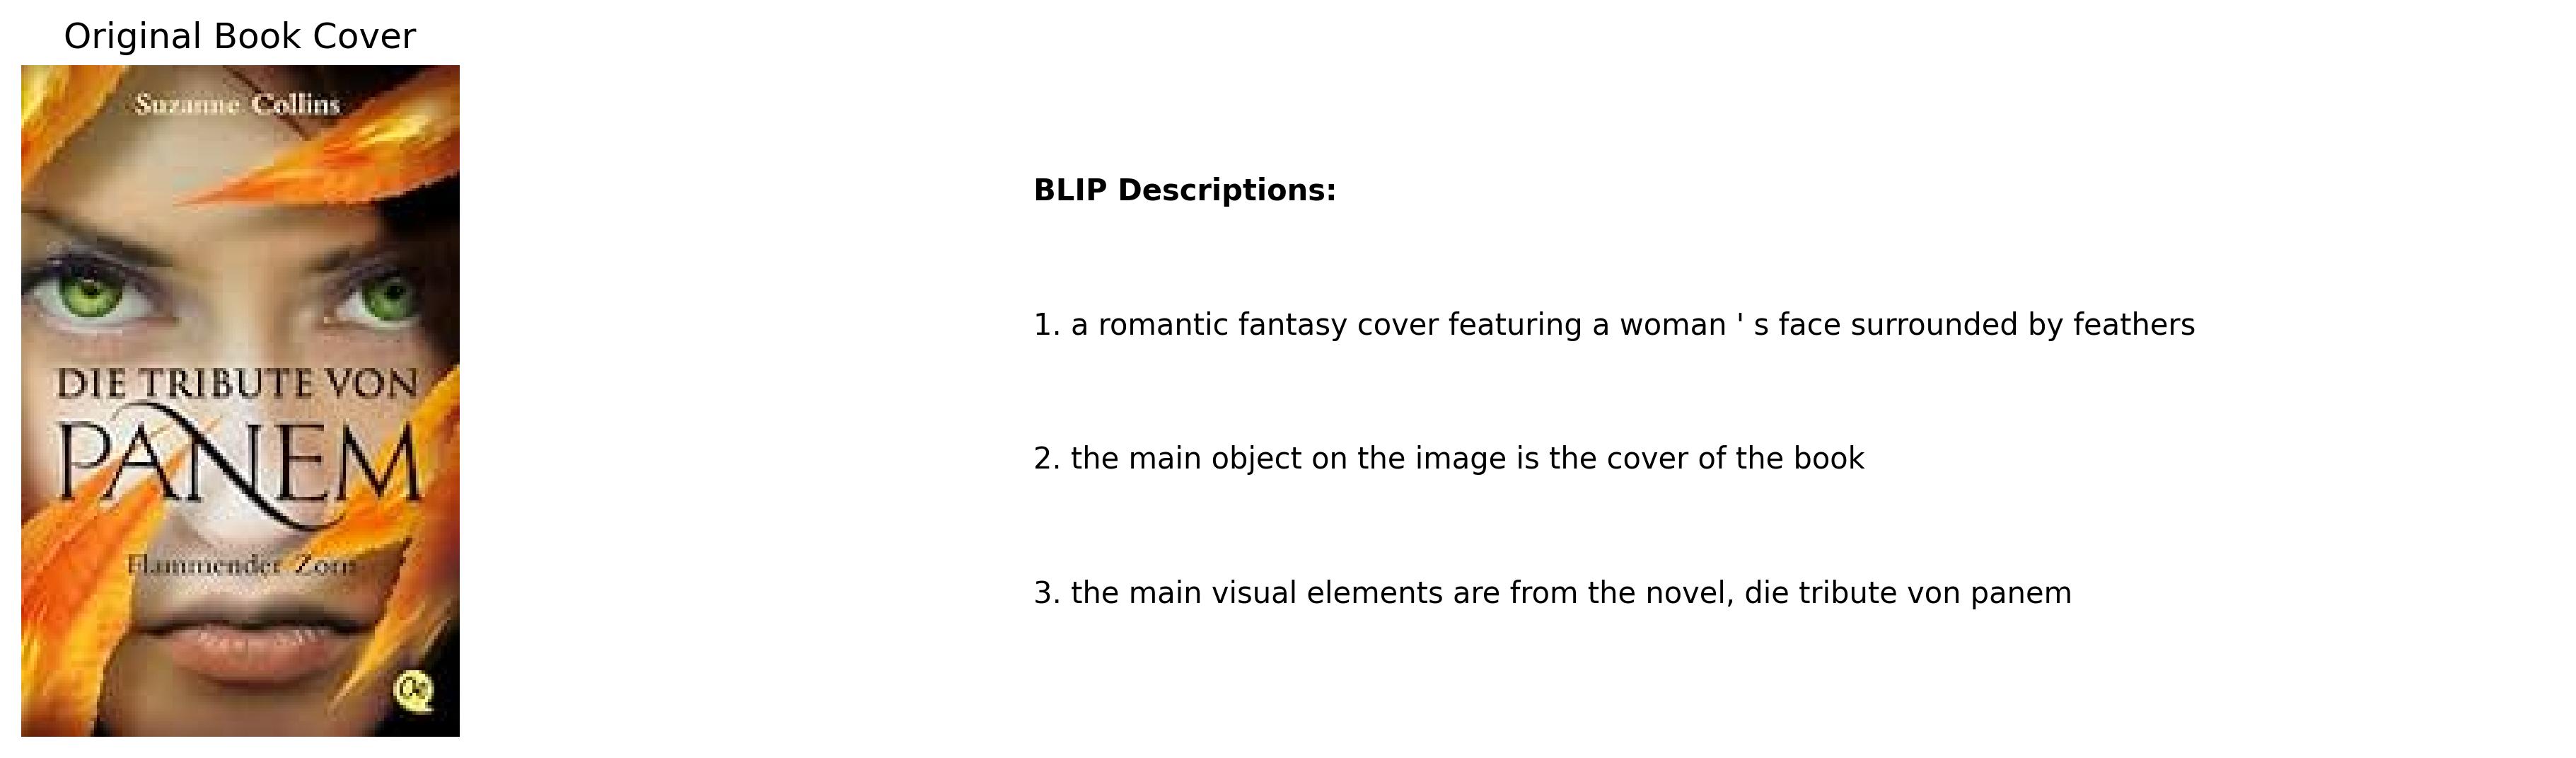 Original Book Cover
Suzanne Collins
DIE TRIBUTE VON
PANEM
Flammender Zorn
Oe
BLIP Descriptions:
1. a romantic fantasy cover featuring a woman ' s face surrounded by feathers
2. the main object on the image is the cover of the book
3. the main visual elements are from the novel, die tribute von panem